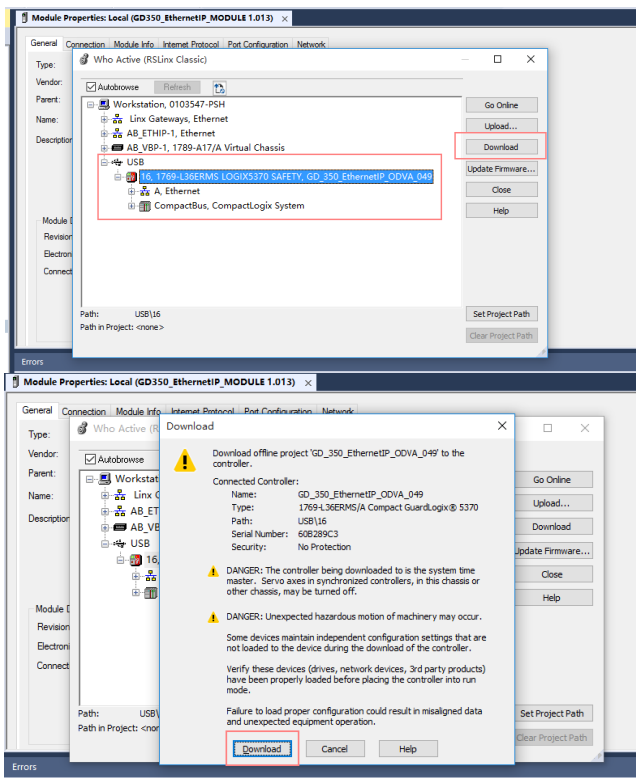 Module Properties: Local (GD350_EthernetIP_MODULE 1.013) ×
General Connection Module Info Internet Protocol Port Configuration Network
Type:
Vendor:
Parent:
Name:
Description
Module D
Revision
Electroni
Connect
Who Active (RSLinx Classic)
Autobrowse Refresh
Workstation, 0103547-PSH
Linx Gateways, Ethernet
AB_ETHIP-1, Ethernet
AB_VBP-1, 1789-A17/A Virtual Chassis
USB
16, 1769-L36ERMS LOGIX5370 SAFETY, GD_350_EthernetIP_ODVA_049
A, Ethernet
CompactBus, CompactLogix System
Go Online
Upload...
Download
Update Firmware...
Close
Help
Path: USB\16
Path in Project: <none>
Set Project Path
Clear Project Path
Errors
Module Properties: Local (GD350_EthernetIP_MODULE 1.013) ×
General Connection Module Info Internet Protocol Port Configuration Network
Type:
Vendor:
Parent:
Name:
Description
Module D
Revision
Electroni
Connect
Who Active (R
Autobrowse
Workstat
Linx G
AB_ET
AB_VB
USB
16,
Go Online
Upload...
Download
Update Firmware...
Close
Help
Path: USB\
Path in Project: <nor
Set Project Path
Clear Project Path
Download
Download offline project 'GD_350_EthernetIP_ODVA_049' to the
controller.
Connected Controller:
Name: GD_350_EthernetIP_ODVA_049
Type: 1769-L36ERMS/A Compact GuardLogix® 5370
Path: USB\16
Serial Number: 60B289C3
Security: No Protection
DANGER: The controller being downloaded to is the system time
master. Servo axes in synchronized controllers, in this chassis or
other chassis, may be turned off.
DANGER: Unexpected hazardous motion of machinery may occur.
Some devices maintain independent configuration settings that are
not loaded to the device during the download of the controller.
Verify these devices (drives, network devices, 3rd party products)
have been properly loaded before placing the controller into run
mode.
Failure to load proper configuration could result in misaligned data
and unexpected equipment operation.
Download Cancel Help
Errors